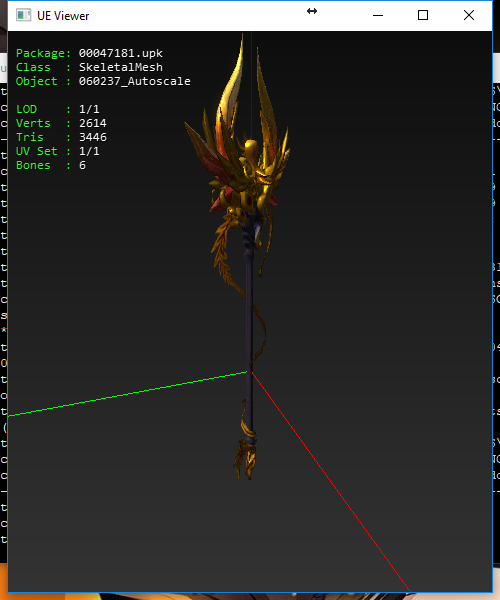 UE Viewer
Package: 00047181.upk
Class  : SkeletalMesh
Object : 060237_Autoscale
LOD    : 1/1
Verts  : 2614
Tris   : 3446
UV Set : 1/1
Bones  : 6